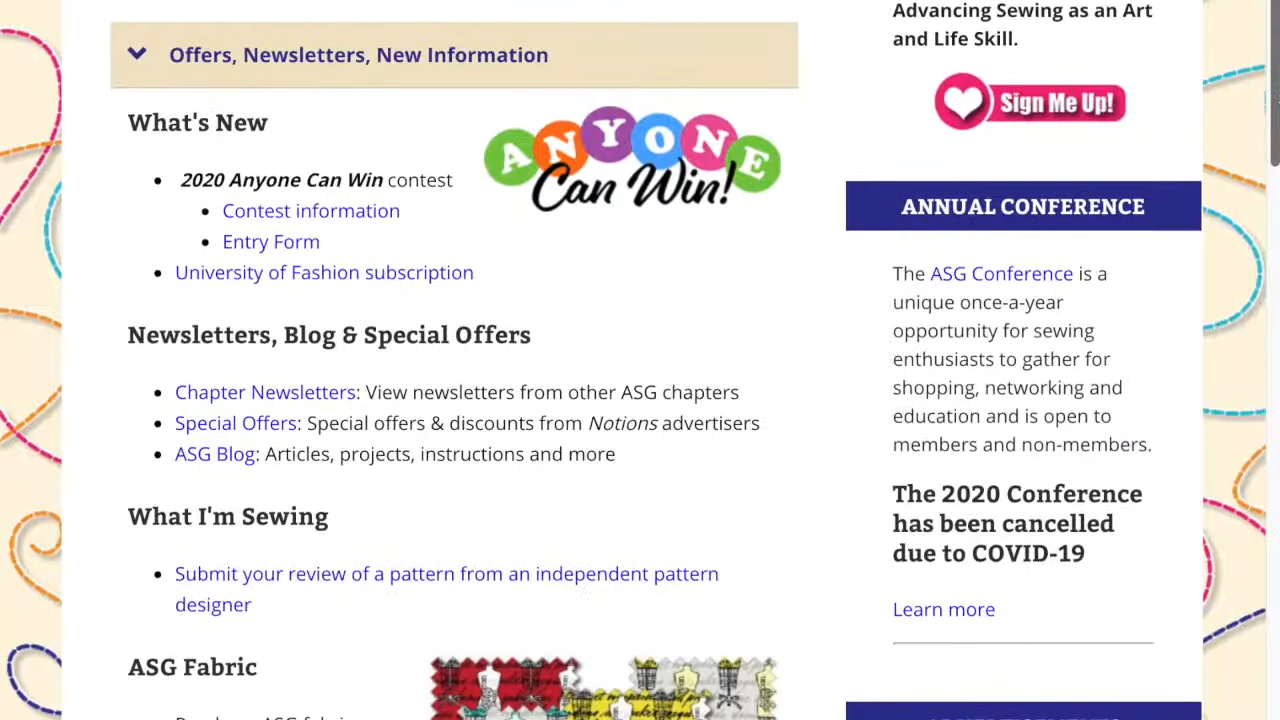 Offers, Newsletters, New Information
What's New
ANYONE
Can Win!
2020 Anyone Can Win contest
Contest information
Entry Form
University of Fashion subscription
Newsletters, Blog & Special Offers
Chapter Newsletters: View newsletters from other ASG chapters
Special Offers: Special offers & discounts from Notions advertisers
ASG Blog: Articles, projects, instructions and more
What I'm Sewing
Submit your review of a pattern from an independent pattern
designer
ASG Fabric
Advancing Sewing as an Art
and Life Skill.
Sign Me Up!
ANNUAL CONFERENCE
The ASG Conference is a
unique once-a-year
opportunity for sewing
enthusiasts to gather for
shopping, networking and
education and is open to
members and non-members.
The 2020 Conference
has been cancelled
due to COVID-19
Learn more